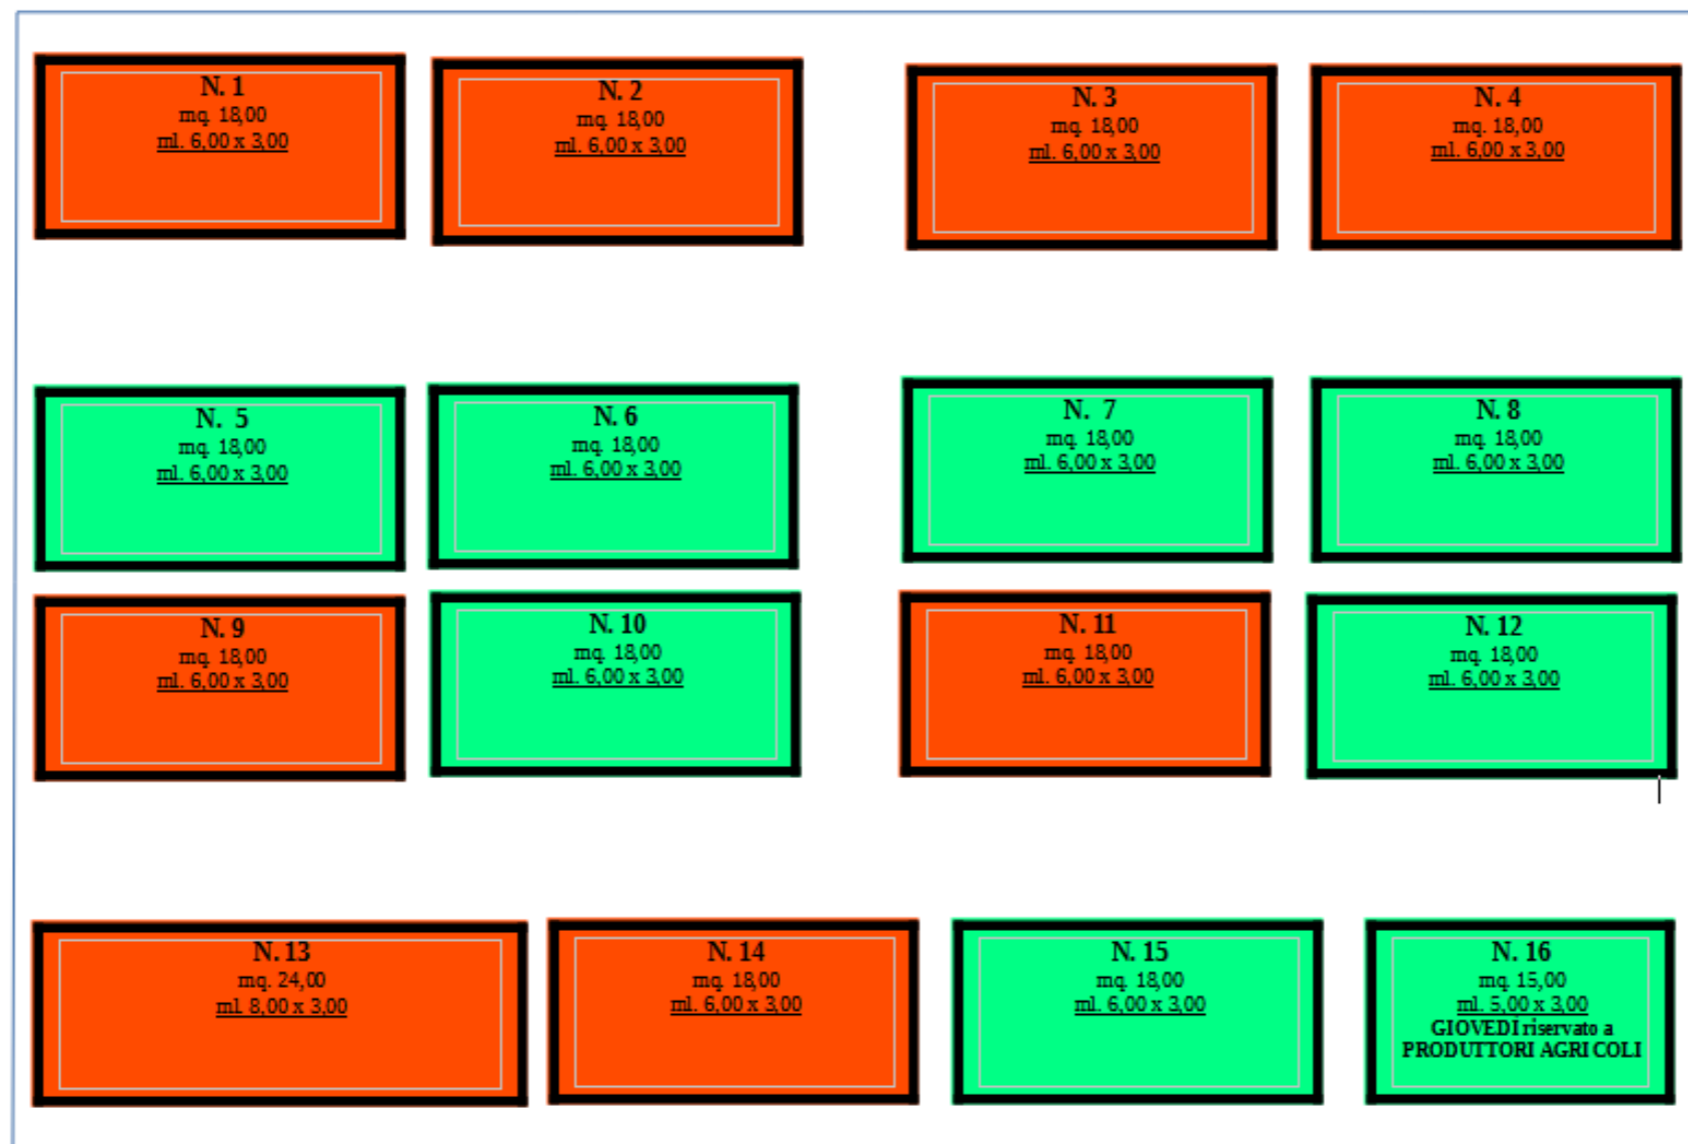 N. 1
mq. 18,00
ml. 6,00 x 3,00
N. 2
mq. 18,00
ml. 6,00 x 3,00
N. 3
mq. 18,00
ml. 6,00 x 3,00
N. 4
mq. 18,00
ml. 6,00 x 3,00
N. 5
mq. 18,00
ml. 6,00 x 3,00
N. 6
mq. 18,00
ml. 6,00 x 3,00
N. 7
mq. 18,00
ml. 6,00 x 3,00
N. 8
mq. 18,00
ml. 6,00 x 3,00
N. 9
mq. 18,00
ml. 6,00 x 3,00
N. 10
mq. 18,00
ml. 6,00 x 3,00
N. 11
mq. 18,00
ml. 6,00 x 3,00
N. 12
mq. 18,00
ml. 6,00 x 3,00
N. 13
mq. 24,00
ml. 8,00 x 3,00
N. 14
mq. 18,00
ml. 6,00 x 3,00
N. 15
mq. 18,00
ml. 6,00 x 3,00
N. 16
mq. 15,00
ml. 5,00 x 3,00
GIOVEDÌ riservato a
PRODUTTORI AGRICOLI